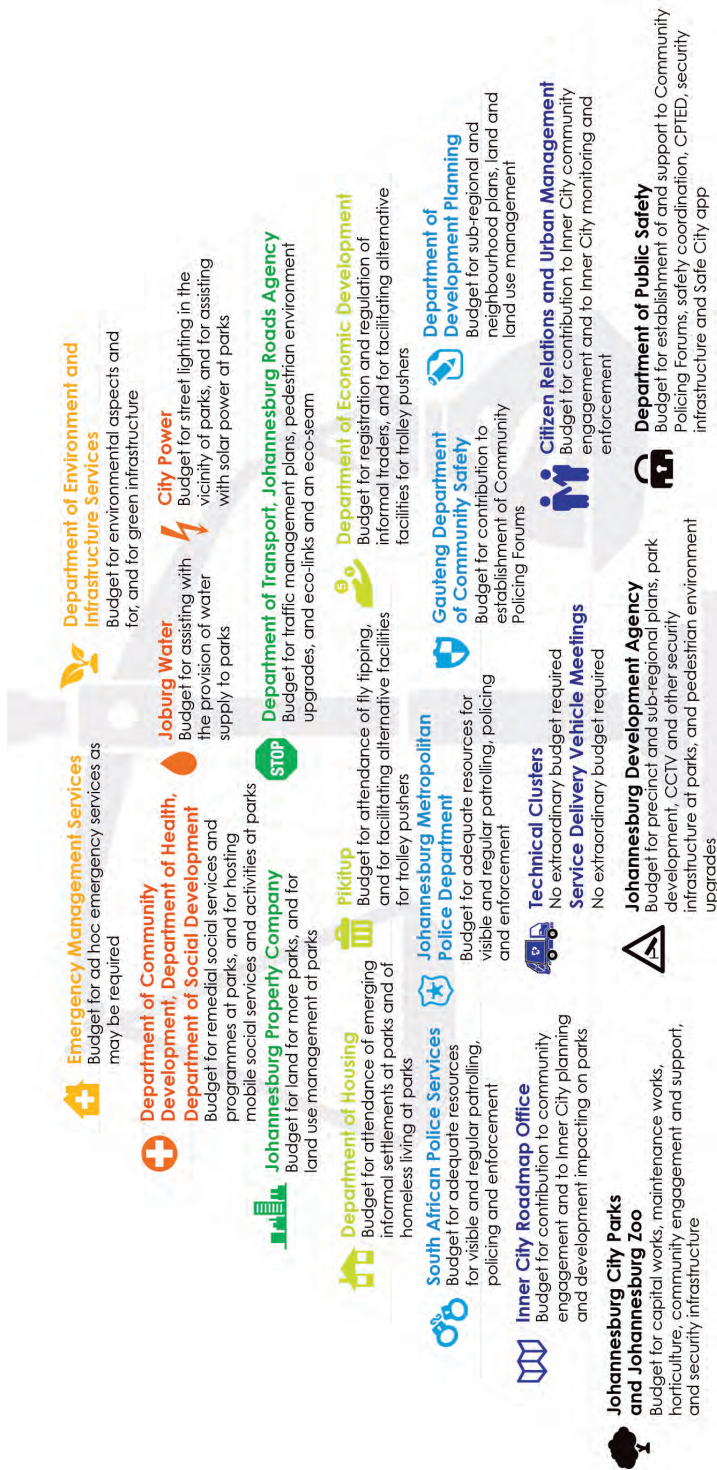 Emergency Management Services
Budget for ad hoc emergency services as
may be required
Department of Environment and
Infrastructure Services
Budget for environmental aspects and
for, and for green infrastructure
Department of Community
Development, Department of Health,
Department of Social Development
Budget for remedial social services and
programmes at parks, and for hosting
mobile social services and activities at parks
Joburg Water
Budget for assisting with
the provision of water
supply to parks
City Power
Budget for street lighting in the
vicinity of parks, and for assisting
with solar power at parks
Johannesburg Property Company
Budget for land for more parks, and for
land use management at parks
STOP
Department of Transport, Johannesburg Roads Agency
Budget for traffic management plans, pedestrian environment
upgrades, and eco-links and an eco-seam
Department of Housing
Budget for attendance of emerging
informal settlements at parks and of
homeless living at parks
Pikitup
Budget for attendance of fly tipping,
and for facilitating alternative facilities
for trolley pushers
Department of Economic Development
Budget for registration and regulation of
informal traders, and for facilitating alternative
facilities for trolley pushers
South African Police Services
Budget for adequate resources
for visible and regular patrolling,
policing and enforcement
Johannesburg Metropolitan
Police Department
Budget for adequate resources for
visible and regular patrolling, policing
and enforcement
Gauteng Department
of Community Safety
Budget for contribution to
establishment of Community
Policing Forums
Department of
Development Planning
Budget for sub-regional and
neighbourhood plans, land and
land use management
Inner City Roadmap Office
Budget for contribution to community
engagement and to Inner City planning
and development impacting on parks
Technical Clusters
No extraordinary budget required
Service Delivery Vehicle Meetings
No extraordinary budget required
Citizen Relations and Urban Management
Budget for contribution to Inner City community
engagement and to Inner City monitoring and
enforcement
Johannesburg City Parks
and Johannesburg Zoo
Budget for capital works, maintenance works,
horticulture, community engagement and support,
and security infrastructure
Johannesburg Development Agency
Budget for precinct and sub-regional plans, park
development, CCTV and other security
infrastructure at parks, and pedestrian environment
upgrades
Department of Public Safety
Budget for establishment of and support to Community
Policing Forums, safety coordination, CPTED, security
infrastructure and Safe City app